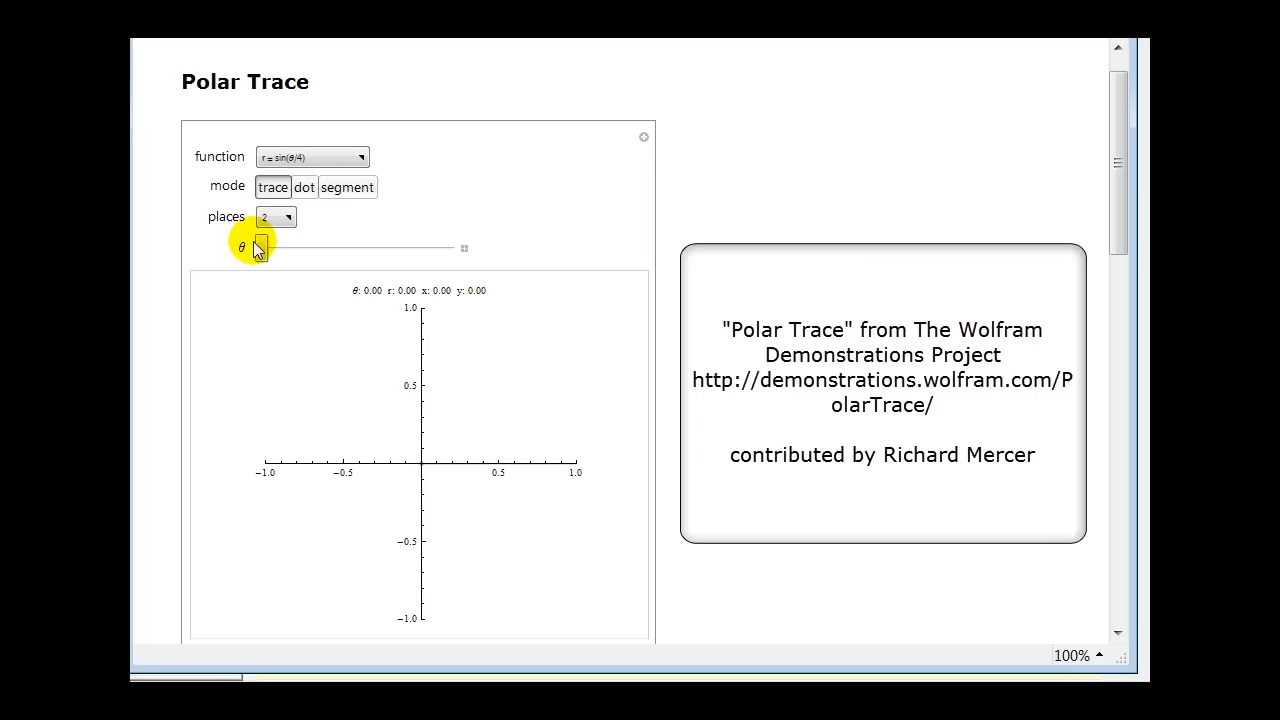 Polar Trace
function r = sin(θ/4)
mode trace dot segment
places 2
θ
θ: 0.00 r: 0.00 x: 0.00 y: 0.00
1.0
0.5
−1.0 −0.5 0.5 1.0
−0.5
−1.0
"Polar Trace" from The Wolfram
Demonstrations Project
http://demonstrations.wolfram.com/P
olarTrace/
contributed by Richard Mercer
100%